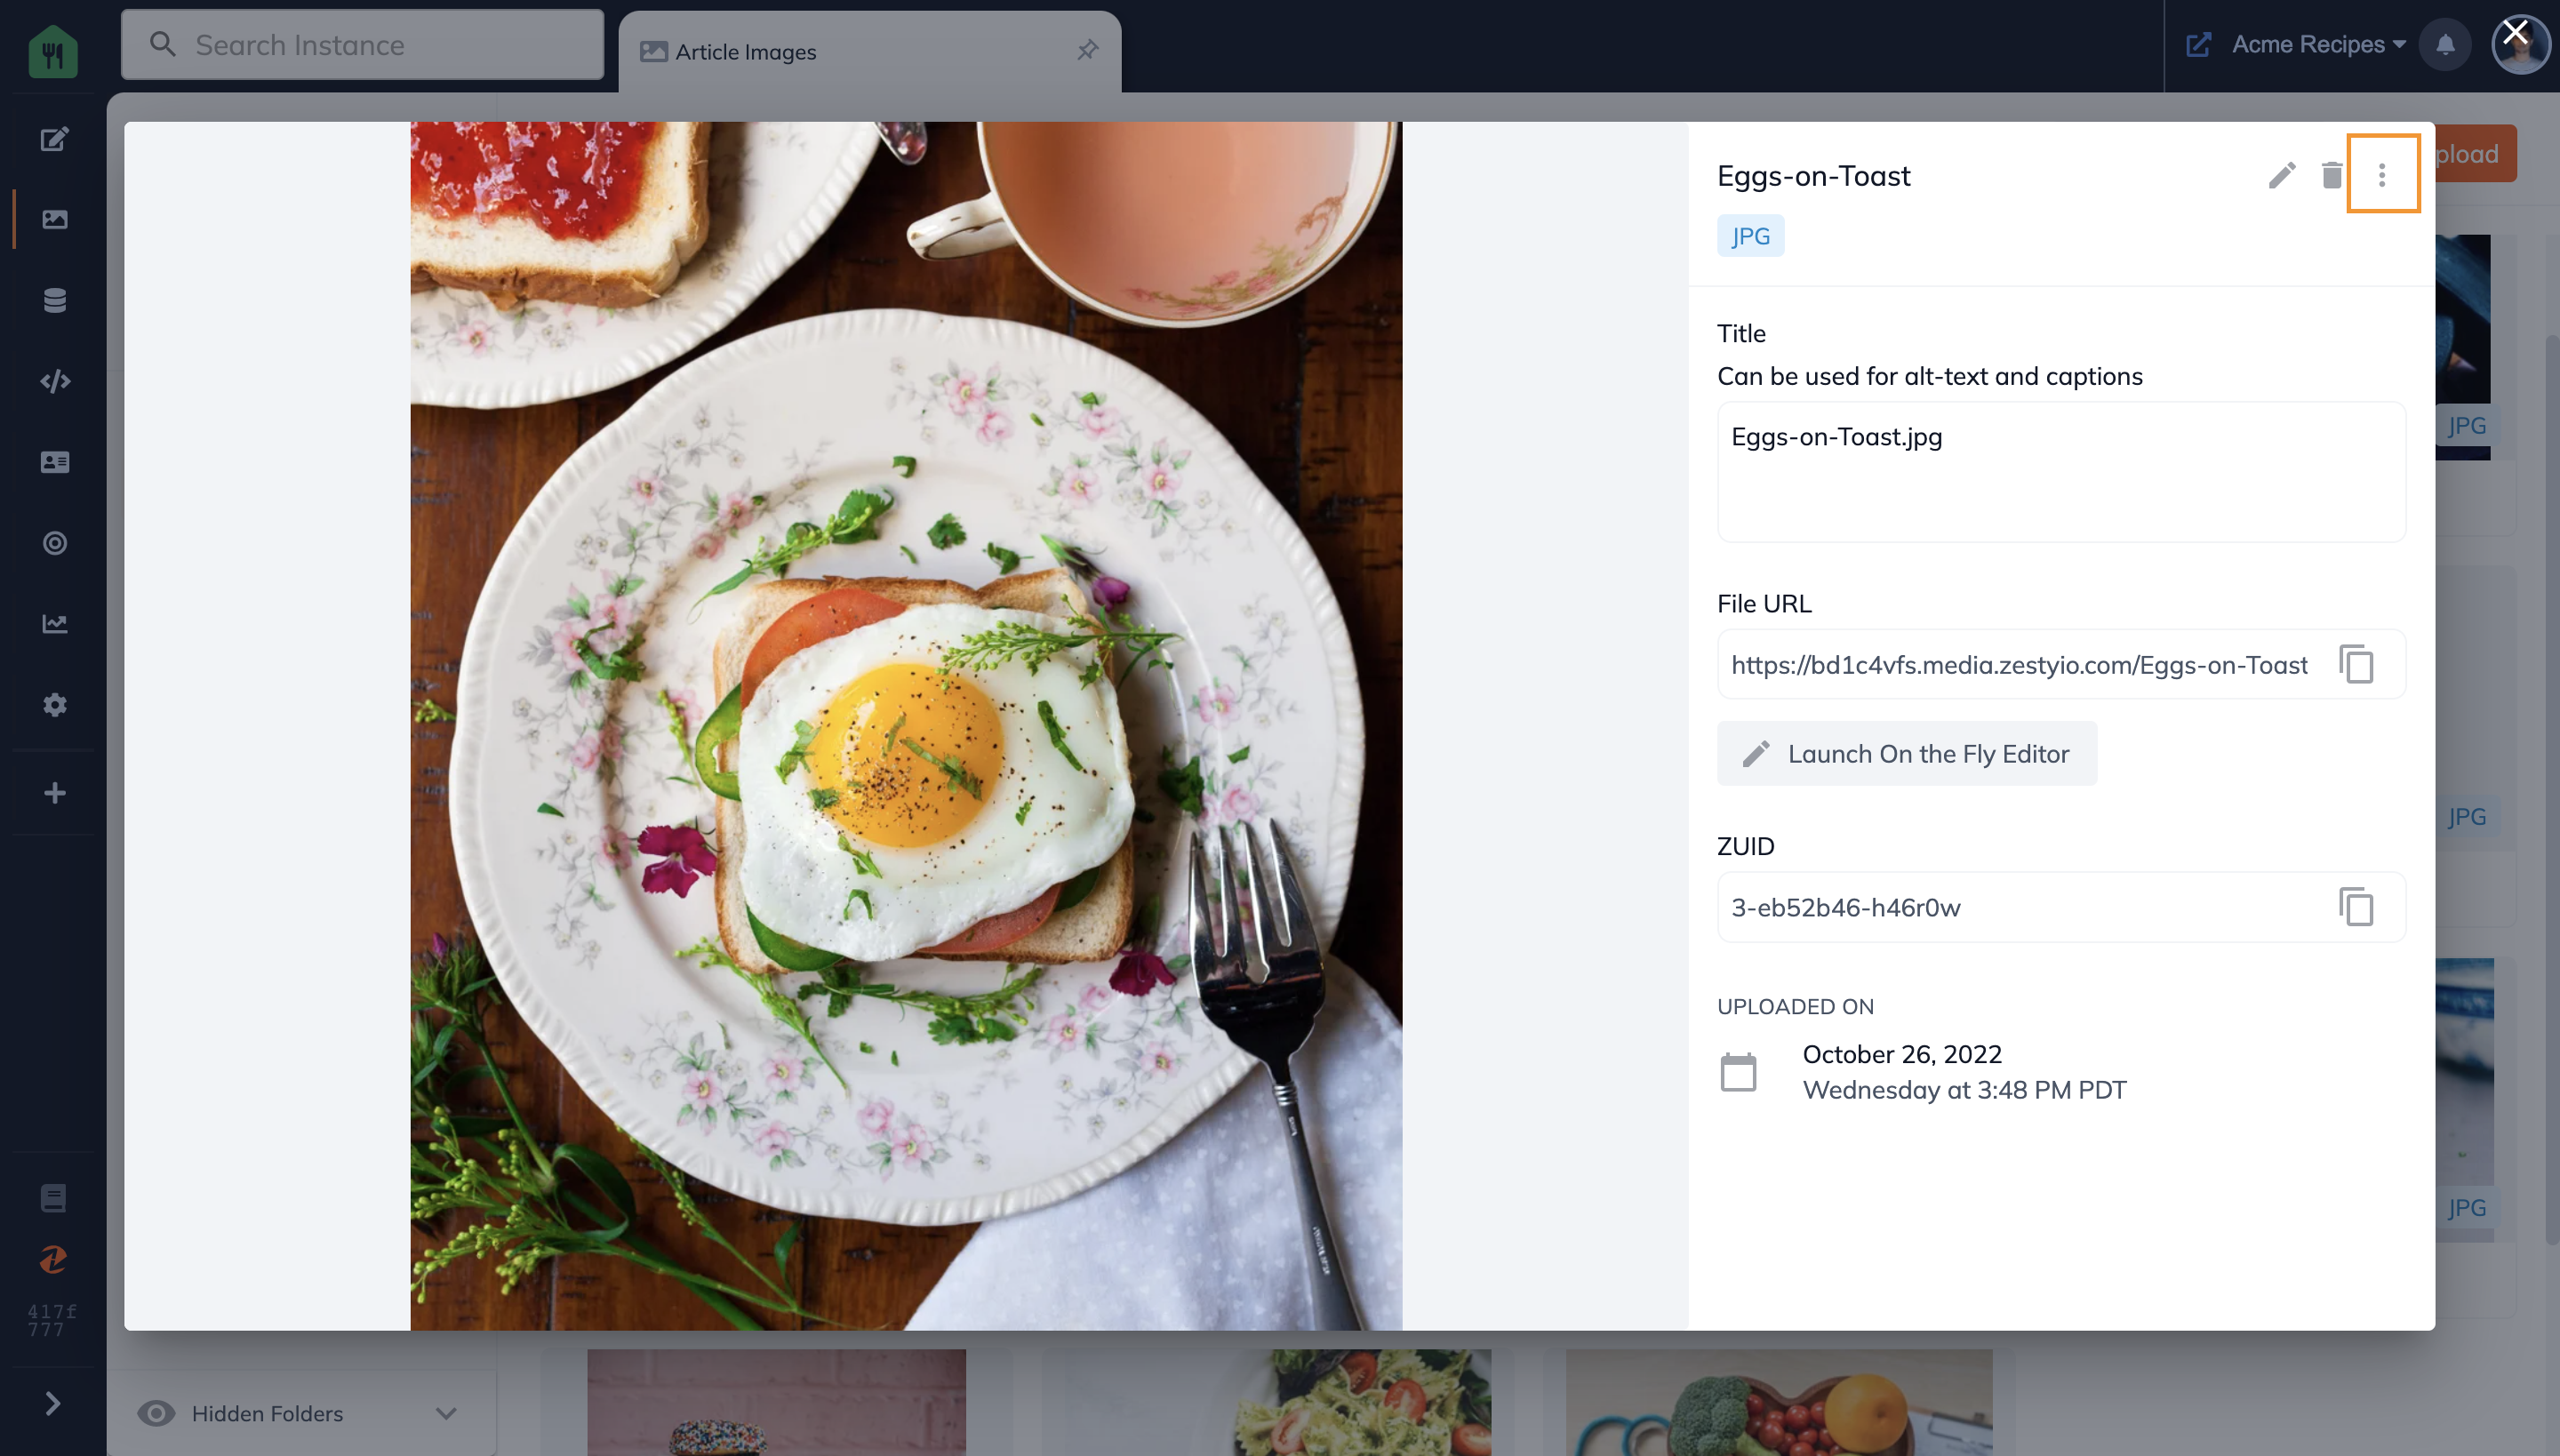 Search Instance
Article Images
Acme Recipes
pload
Eggs-on-Toast
JPG
Title
Can be used for alt-text and captions
Eggs-on-Toast.jpg
File URL
https://bd1c4vfs.media.zestyio.com/Eggs-on-Toast
Launch On the Fly Editor
ZUID
3-eb52b46-h46r0w
UPLOADED ON
October 26, 2022
Wednesday at 3:48 PM PDT
JPG
JPG
JPG
417f
777
Hidden Folders